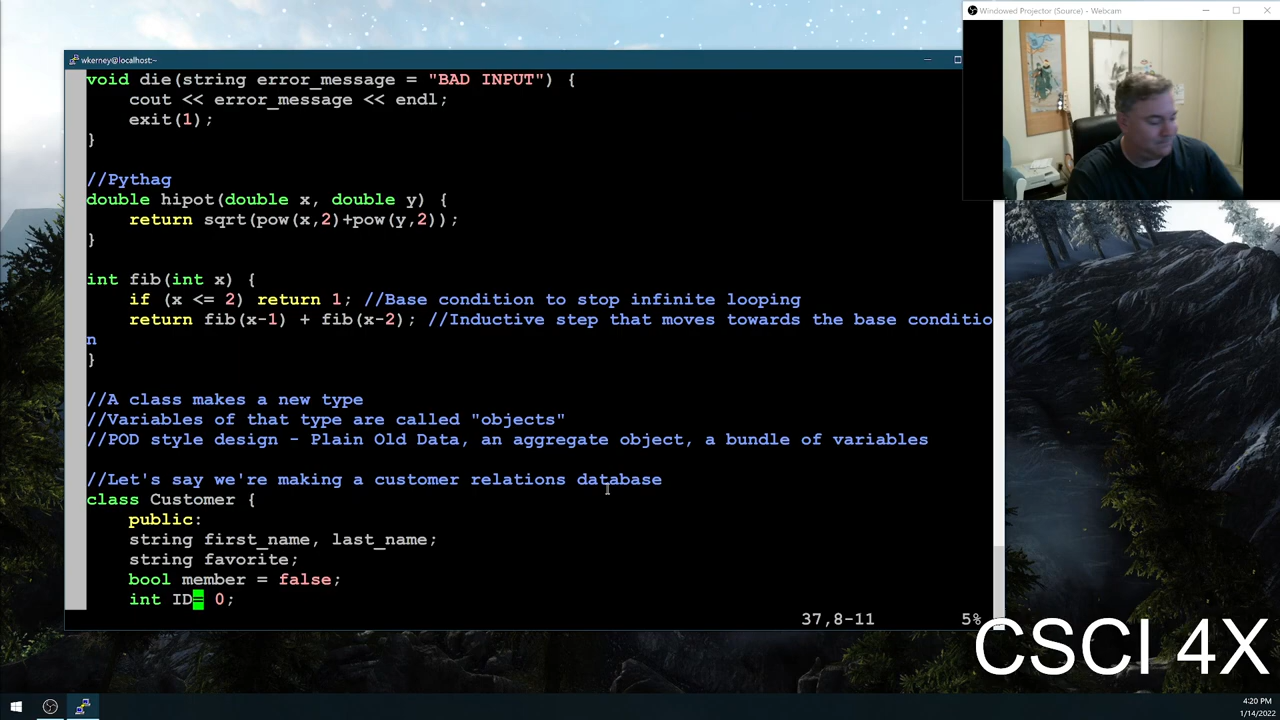 Windowed Projector (Source) - Webcam
wkerney@localhost:~
void die(string error_message = "BAD INPUT") {
    cout << error_message << endl;
    exit(1);
}
//Pythag
double hipot(double x, double y) {
    return sqrt(pow(x,2)+pow(y,2));
}
int fib(int x) {
    if (x <= 2) return 1; //Base condition to stop infinite looping
    return fib(x-1) + fib(x-2); //Inductive step that moves towards the base conditio
n
}
//A class makes a new type
//Variables of that type are called "objects"
//POD style design - Plain Old Data, an aggregate object, a bundle of variables
//Let's say we're making a customer relations database
class Customer {
    public:
    string first_name, last_name;
    string favorite;
    bool member = false;
    int ID= 0;
37,8-11 5%
CSCI 4X
4:20 PM
1/14/2022